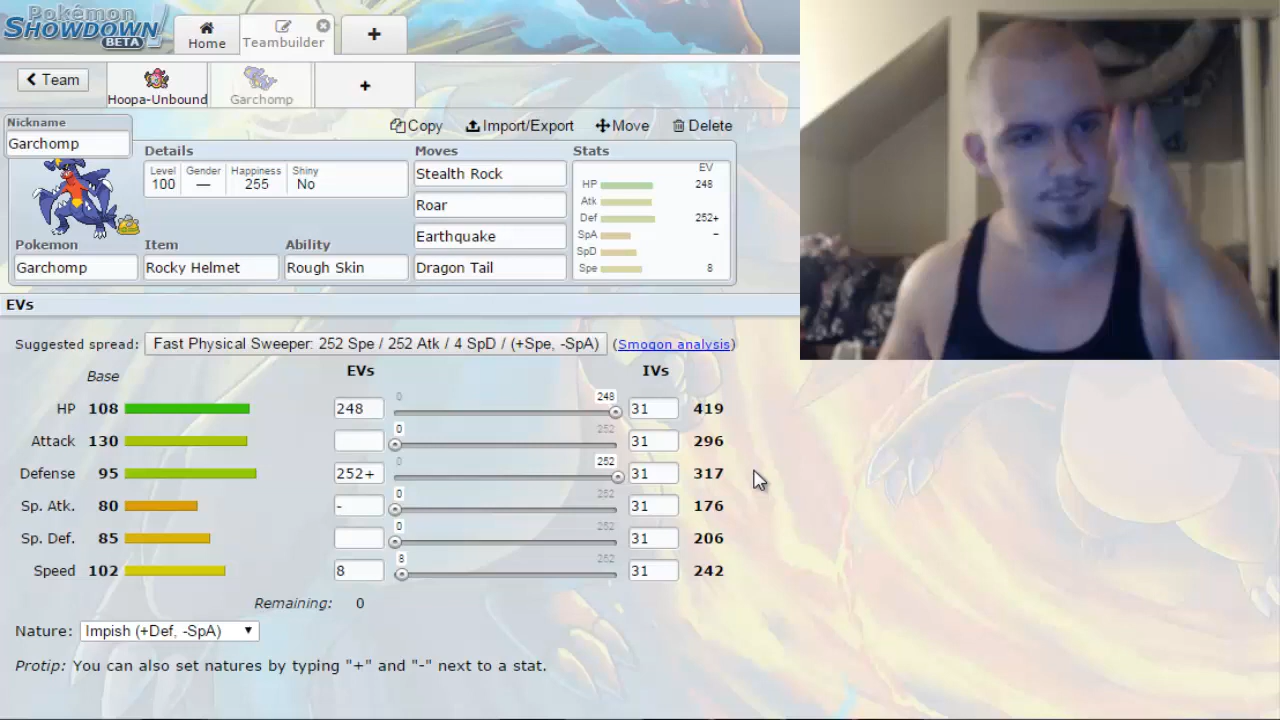 Pokémon
SHOWDOWN!
BETA
Home
Teambuilder
+
< Team
Hoopa-Unbound
Garchomp
+
Nickname
Garchomp
Copy
Import/Export
Move
Delete
Details
Level
100
Gender
—
Happiness
255
Shiny
No
Moves
Stealth Rock
Roar
Earthquake
Dragon Tail
Stats
EV
HP 248
Atk
Def 252+
SpA −
SpD
Spe 8
Pokemon
Garchomp
Item
Rocky Helmet
Ability
Rough Skin
EVs
Suggested spread: Fast Physical Sweeper: 252 Spe / 252 Atk / 4 SpD / (+Spe, -SpA) (Smogon analysis)
Base EVs IVs
HP 108 248 0 248 31 419
Attack 130 0 252 31 296
Defense 95 252+ 0 252 31 317
Sp. Atk. 80 - 0 252 31 176
Sp. Def. 85 0 252 31 206
Speed 102 8 8 252 31 242
Remaining: 0
Nature: Impish (+Def, -SpA)
Protip: You can also set natures by typing "+" and "-" next to a stat.